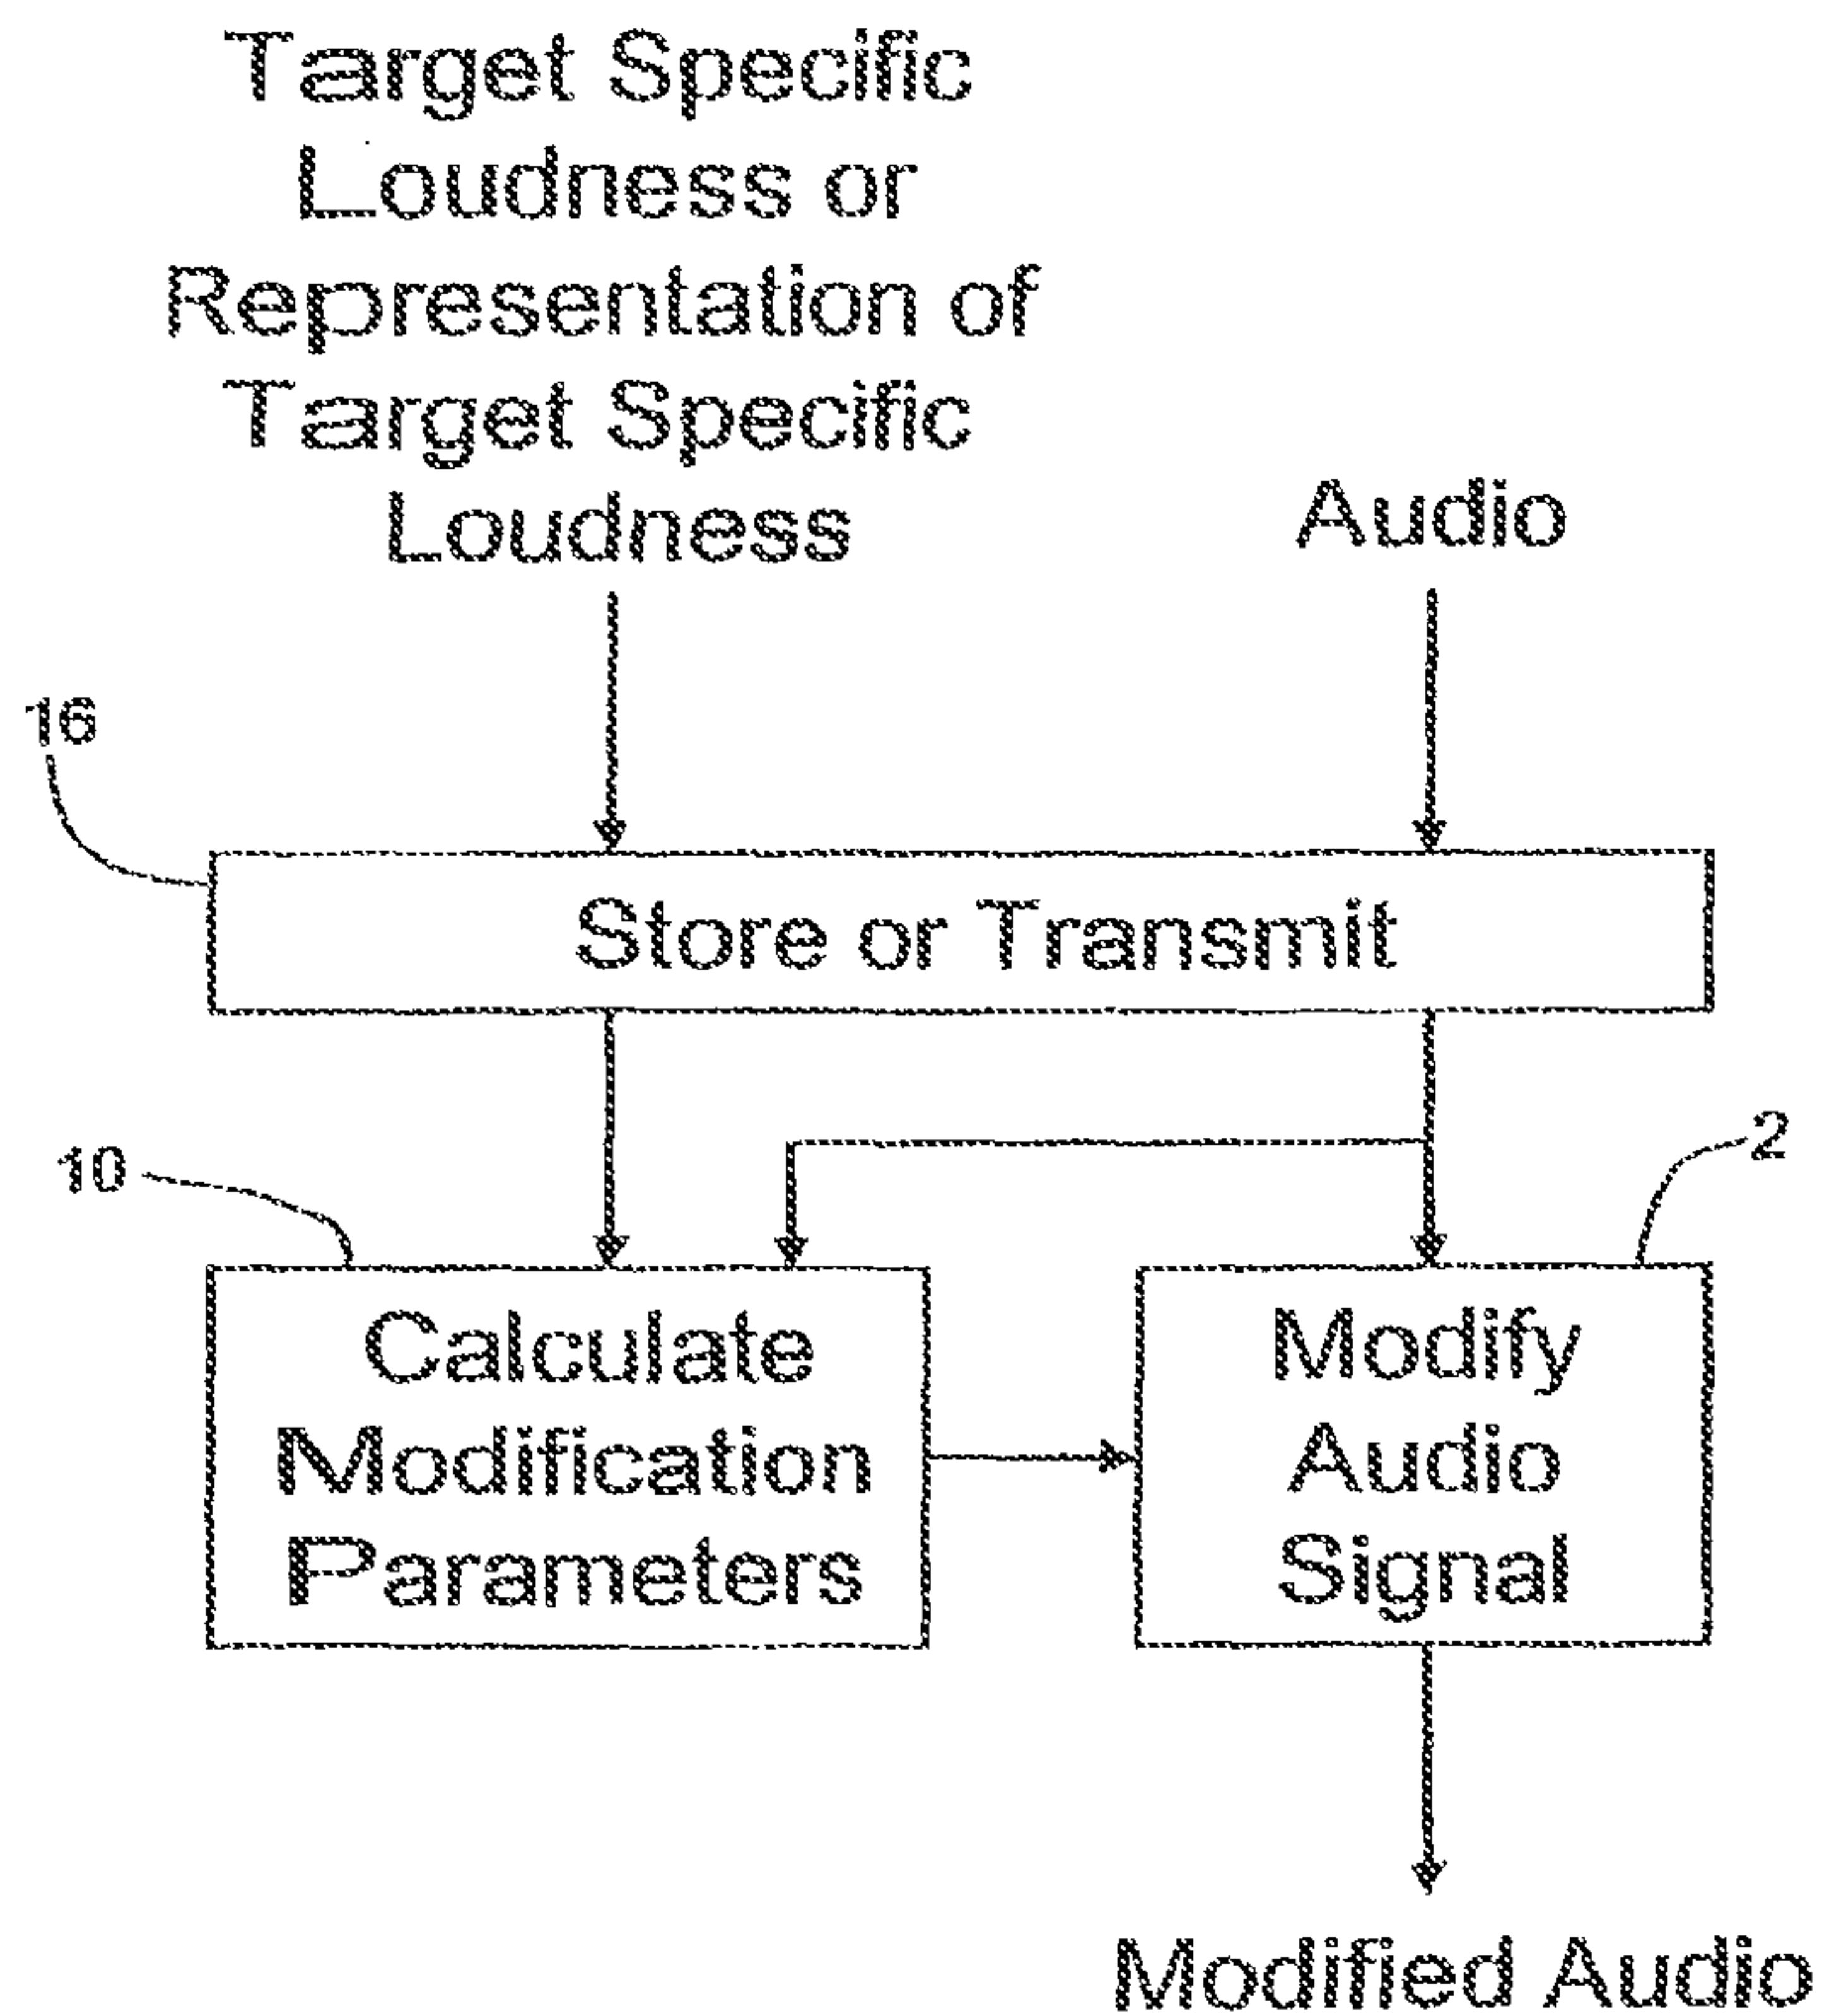 Target Specific
Loudness or
Representation of
Target Specific
Loudness
Audio
16
Store or Transmit
10
2
Calculate
Modification
Parameters
Modify
Audio
Signal
Modified Audio